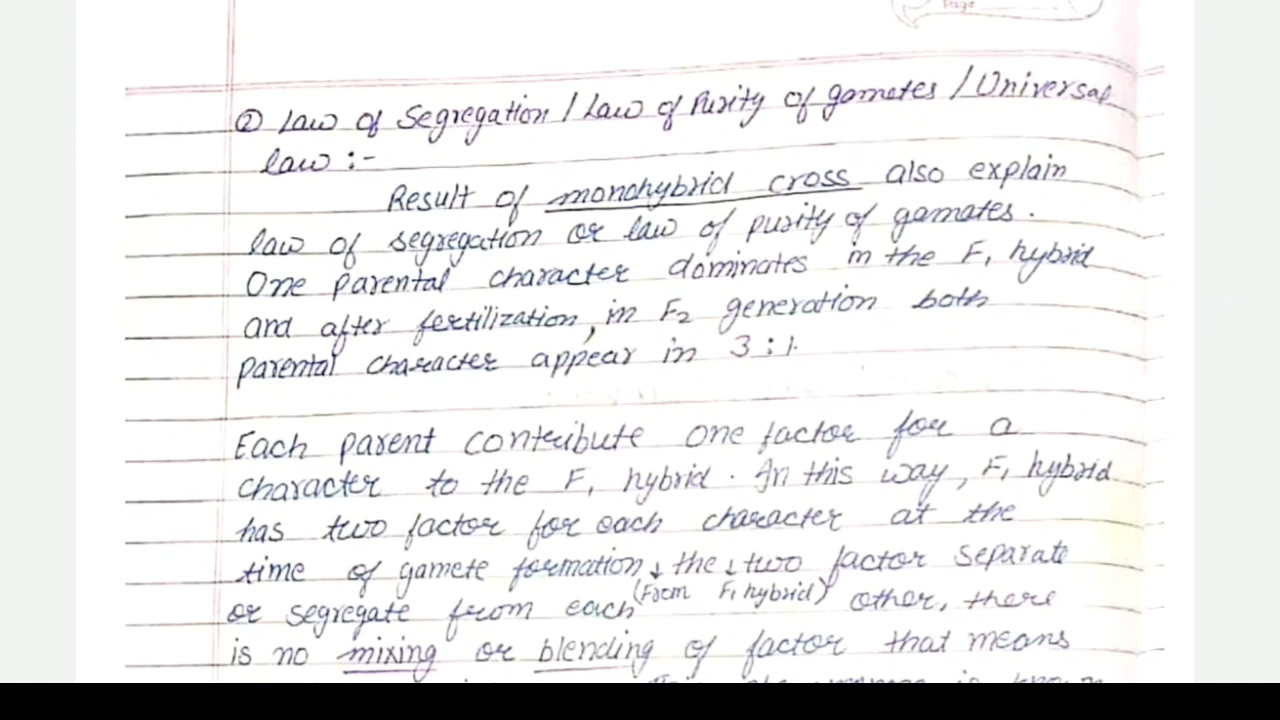 Page
② Law of Segregation / Law of Purity of gametes / Universal
law :-
Result of monohybrid cross also explain
law of segregation or law of purity of gamates.
One parental character dominates in the F1 hybrid
and after fertilization, in F2 generation both
parental character appear in 3 : 1.
Each parent contribute one factor for a
character to the F1 hybrid. In this way, F1 hybrid
has two factor for each character at the
time of gamete formation ↓ the ↓ two factor separate
(Form F1 hybrid)
or segregate from each other, there
is no mixing or blending of factor that means
is known